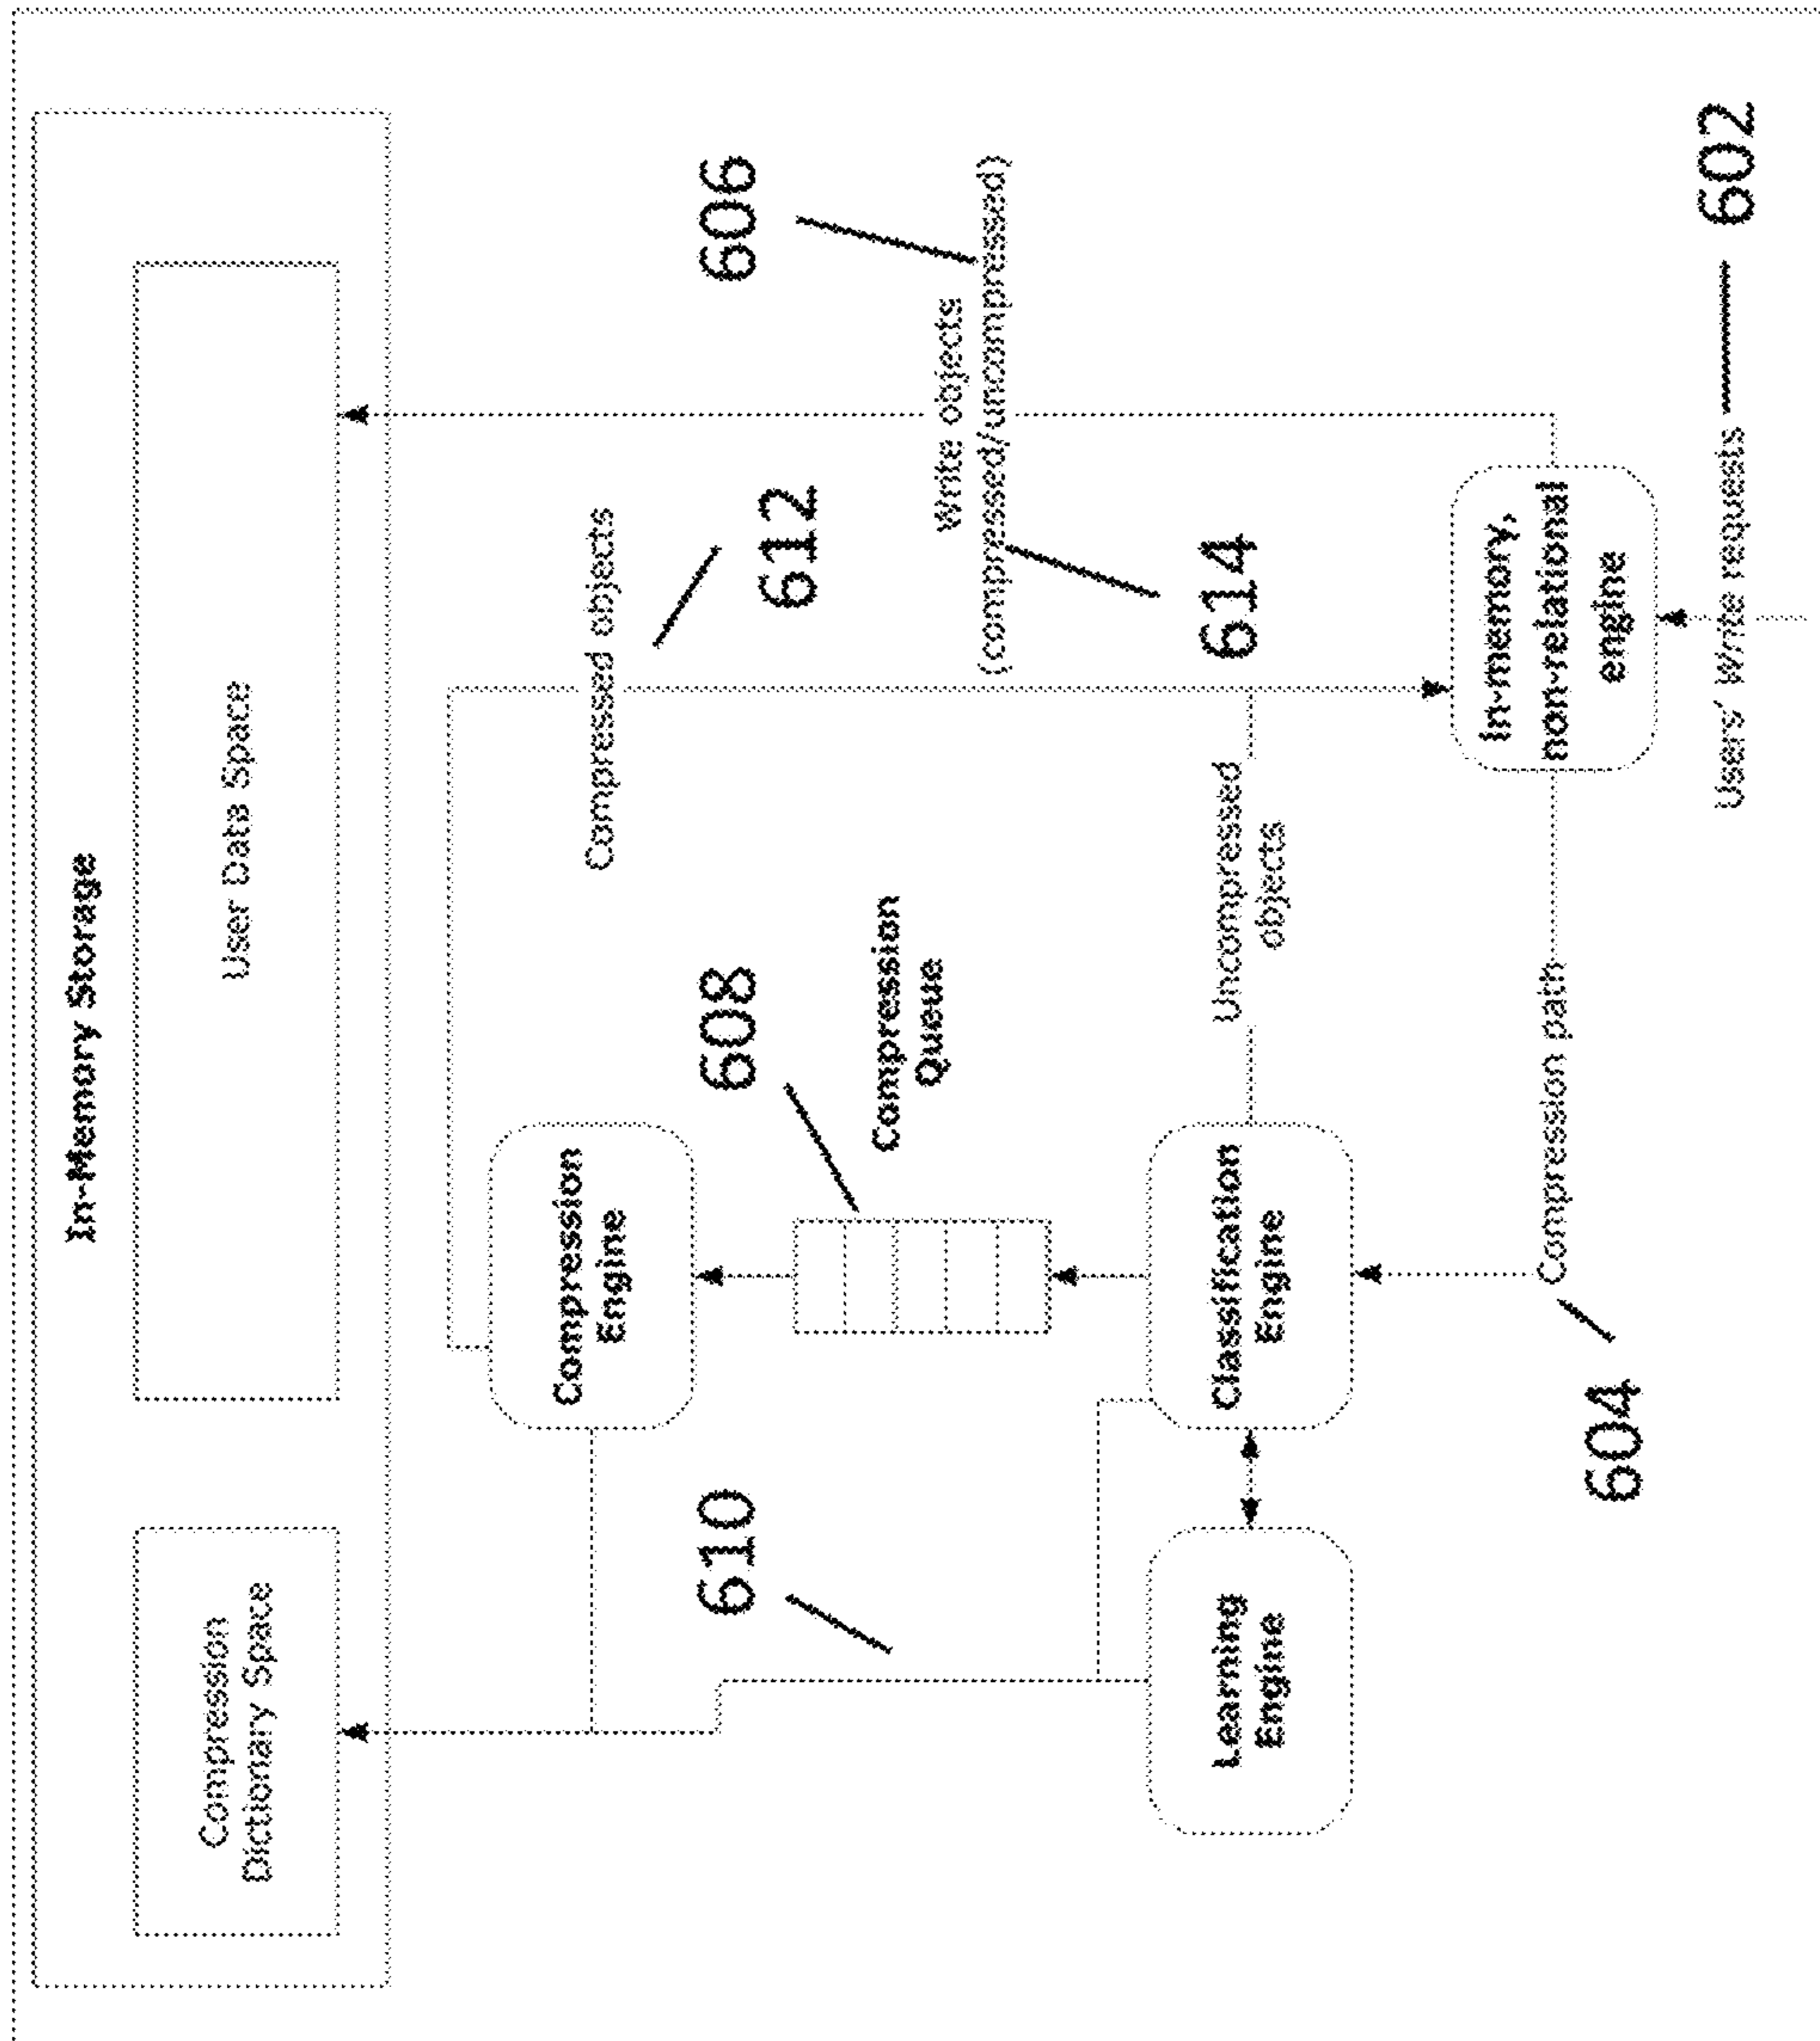 In-Memory Storage
Compression
Dictionary Space
User Data Space
Compression
Engine
Compressed objects
612
610
608
606
Compression
Queue
Write objects
(compressed/uncompressed)
614
Learning
Engine
Classification
Engine
Uncompressed
objects
In-memory,
non-relational
engine
Compression path
604
Users' Write requests
602